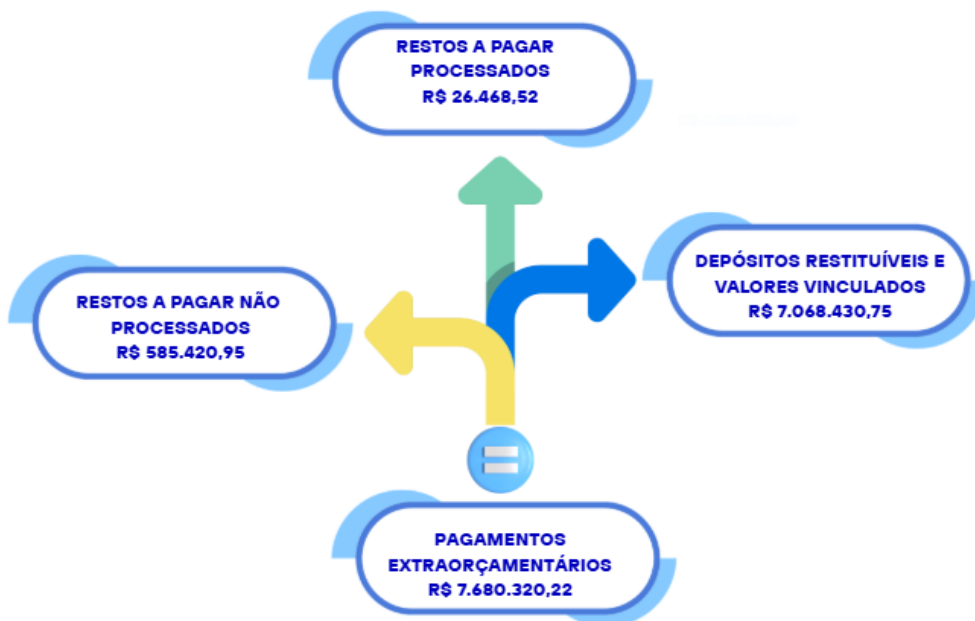 RESTOS A PAGAR
PROCESSADOS
R$ 26.468,52
DEPÓSITOS RESTITUÍVEIS E
VALORES VINCULADOS
R$ 7.068.430,75
RESTOS A PAGAR NÃO
PROCESSADOS
R$ 585.420,95
PAGAMENTOS
EXTRAORÇAMENTÁRIOS
R$ 7.680.320,22